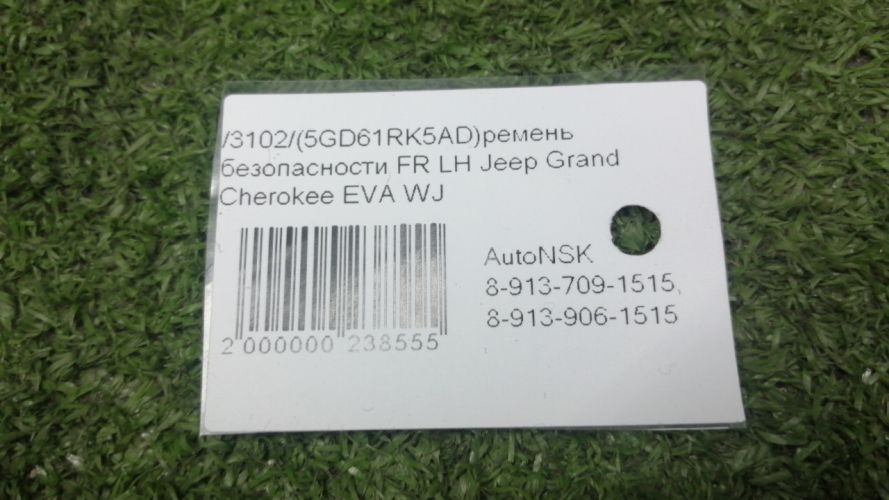 /3102/(5GD61RK5AD)ремень
безопасности FR LH Jeep Grand
Cherokee EVA WJ
AutoNSK
8-913-709-1515,
8-913-906-1515
2 000000 238555